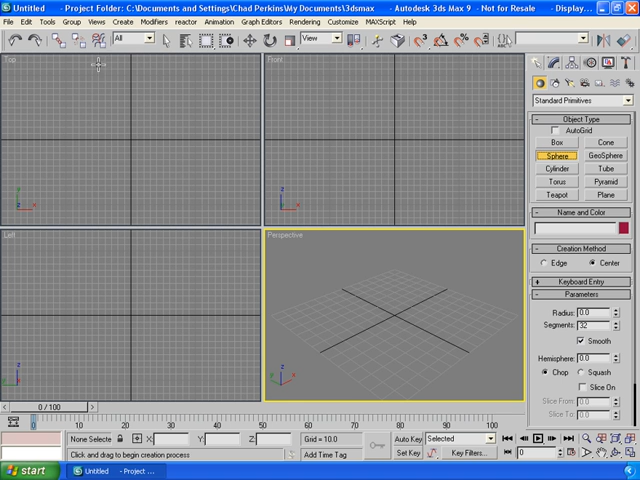 Untitled - Project Folder: C:\Documents and Settings\Chad Perkins\My Documents\3dsmax - Autodesk 3ds Max 9 - Not for Resale - Display...
File Edit Tools Group Views Create Modifiers reactor Animation Graph Editors Rendering Customize MAXScript Help
All View
Top
Front
Left
Perspective
Standard Primitives
Object Type
AutoGrid
Box Cone
Sphere GeoSphere
Cylinder Tube
Torus Pyramid
Teapot Plane
Name and Color
Creation Method
Edge Center
Keyboard Entry
Parameters
Radius: 0.0
Segments: 32
Smooth
Hemisphere: 0.0
Chop Squash
Slice On
Slice From: 0.0
Slice To: 0.0
0 / 100
0 10 20 30 40 50 60 70 80 90 100
None Selecte X: Y: Z: Grid = 10.0 Auto Key Selected
Click and drag to begin creation process Add Time Tag Set Key Key Filters... 0
start Untitled - Project ...